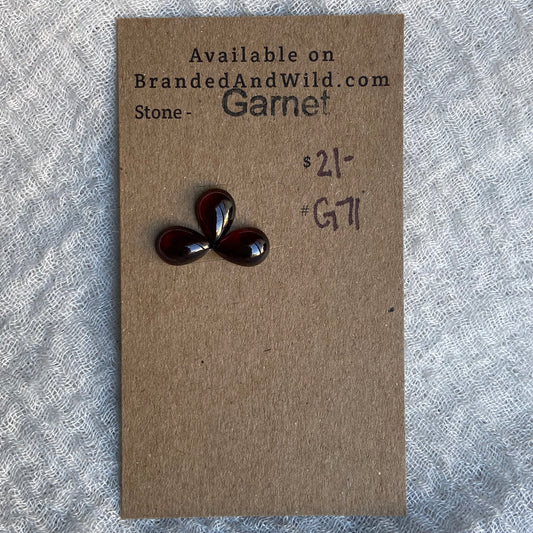 Available on
BrandedAndWild.com
Stone - Garnet
$ 21-
# G71